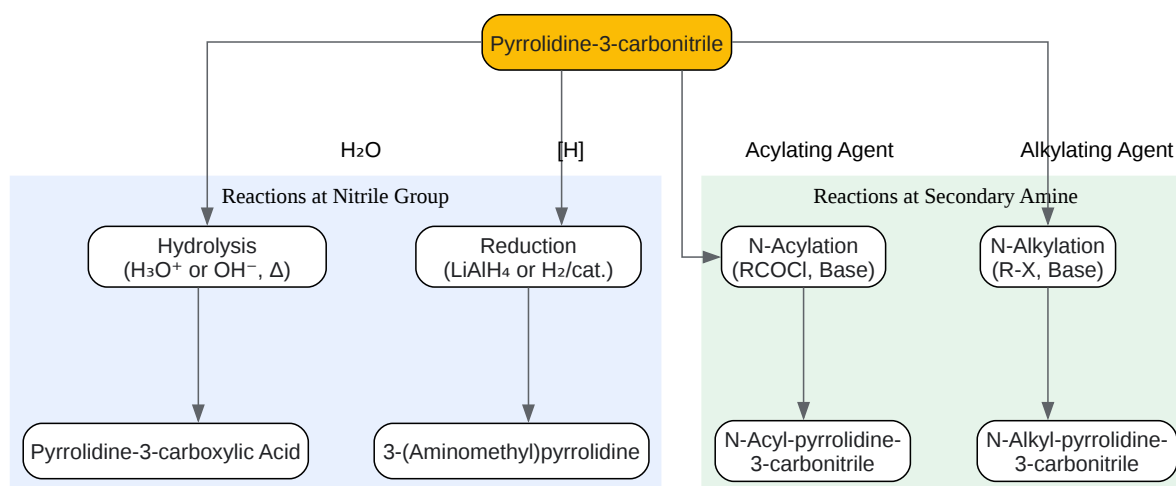 Pyrrolidine-3-carbonitrile
H₂O
[H]
Acylating Agent
Alkylating Agent
Reactions at Nitrile Group
Reactions at Secondary Amine
Hydrolysis
(H₃O⁺ or OH⁻, Δ)
Reduction
(LiAlH₄ or H₂/cat.)
N-Acylation
(RCOCl, Base)
N-Alkylation
(R-X, Base)
Pyrrolidine-3-carboxylic Acid
3-(Aminomethyl)pyrrolidine
N-Acyl-pyrrolidine-
3-carbonitrile
N-Alkyl-pyrrolidine-
3-carbonitrile